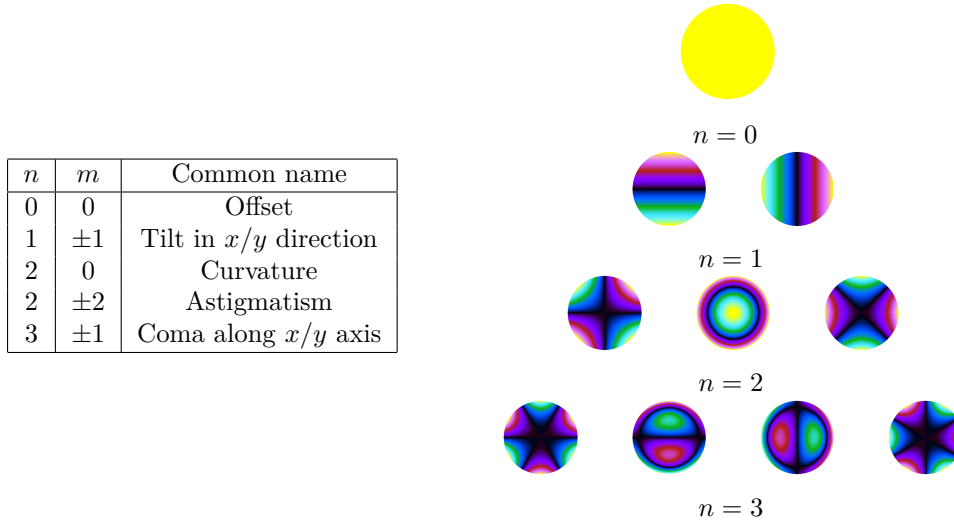 n m Common name
0 0 Offset
1 ±1 Tilt in x/y direction
2 0 Curvature
2 ±2 Astigmatism
3 ±1 Coma along x/y axis
n = 0
n = 1
n = 2
n = 3